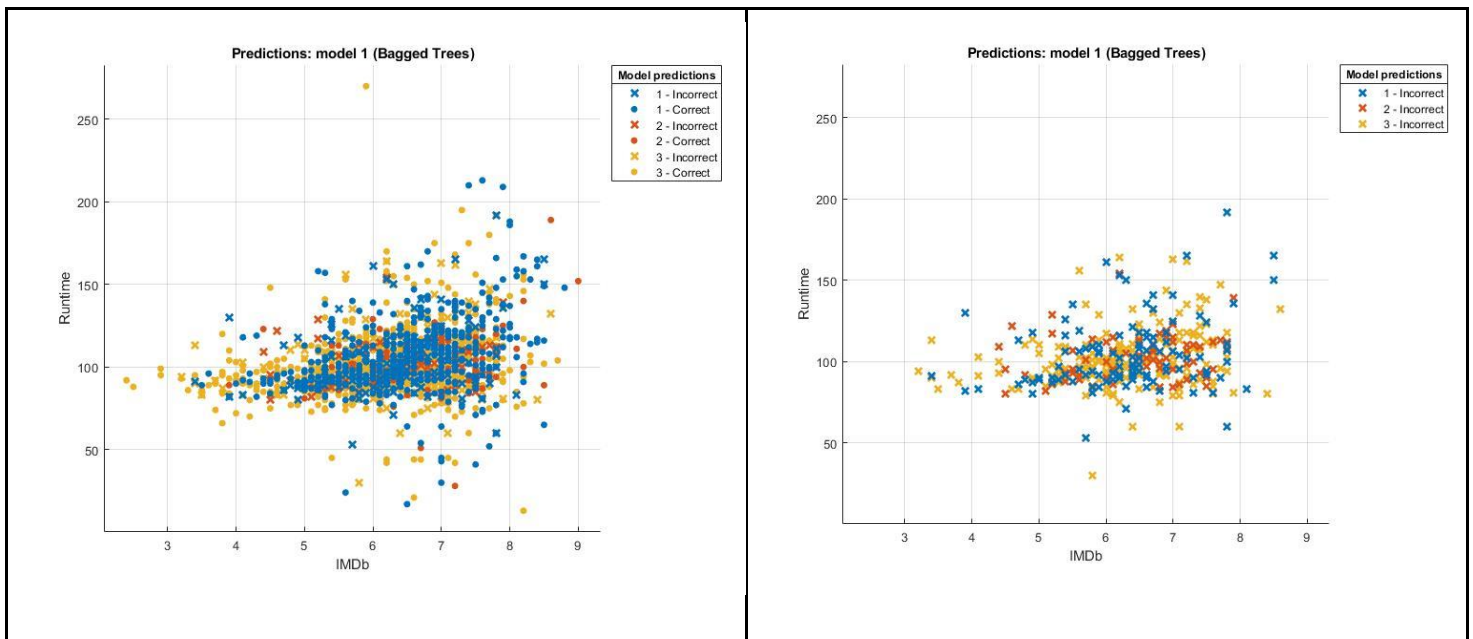 Predictions: model 1 (Bagged Trees)
Model predictions
1 - Incorrect
1 - Correct
2 - Incorrect
2 - Correct
3 - Incorrect
3 - Correct
250
200
150
100
50
Runtime
3 4 5 6 7 8 9
IMDb
Predictions: model 1 (Bagged Trees)
Model predictions
1 - Incorrect
2 - Incorrect
3 - Incorrect
250
200
150
100
50
Runtime
3 4 5 6 7 8 9
IMDb